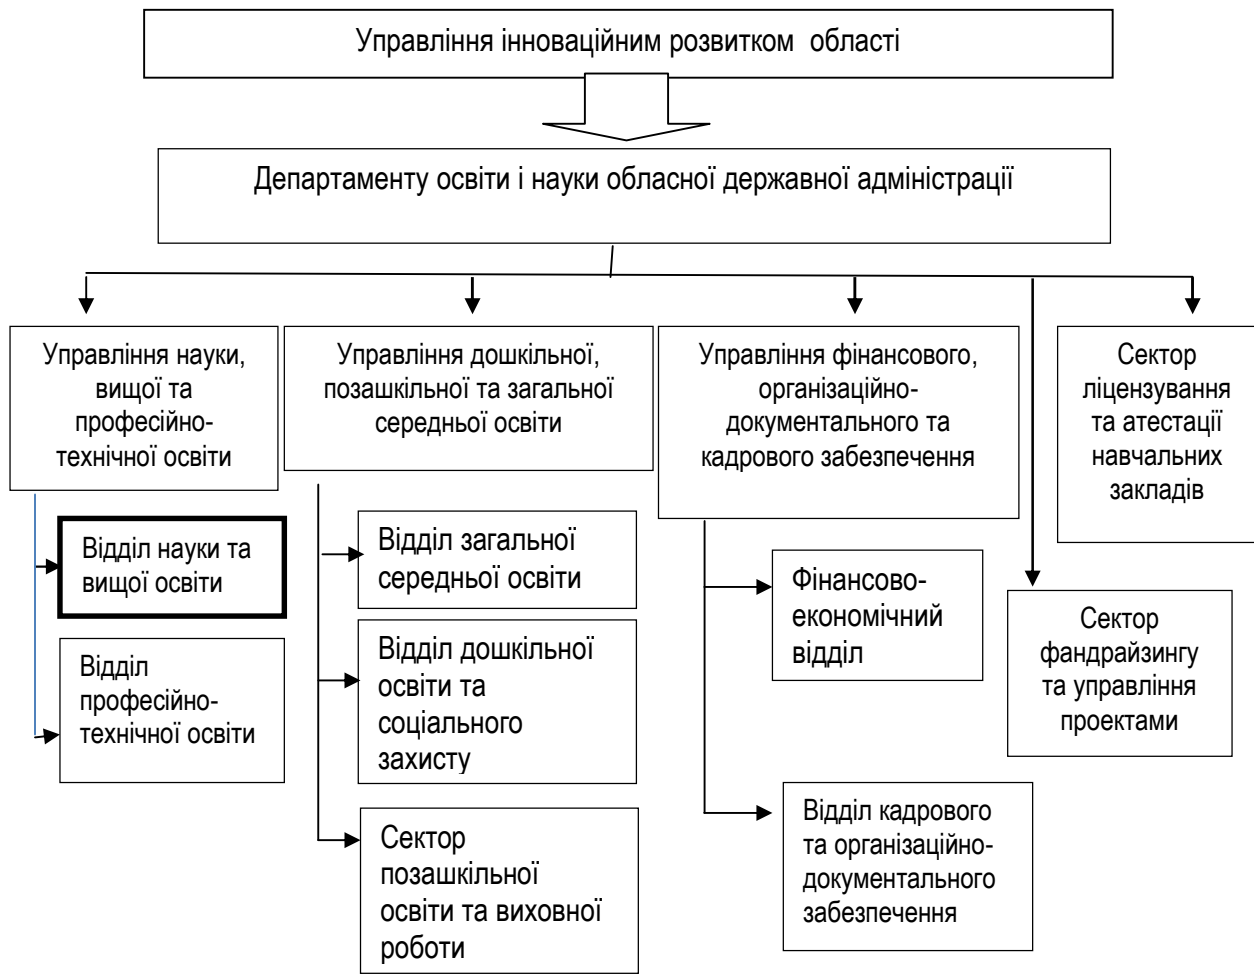 Управління інноваційним розвитком області
Департаменту освіти і науки обласної державної адміністрації
Управління науки,
вищої та
професійно-
технічної освіти
Управління дошкільної,
позашкільної та загальної
середньої освіти
Управління фінансового,
організаційно-
документального та
кадрового забезпечення
Сектор
ліцензування
та атестації
навчальних
закладів
Відділ науки та
вищої освіти
Відділ
професійно-
технічної освіти
Відділ загальної
середньої освіти
Відділ дошкільної
освіти та
соціального
захисту
Сектор
позашкільної
освіти та виховної
роботи
Фінансово-
економічний
відділ
Відділ кадрового
та організаційно-
документального
забезпечення
Сектор
фандрайзингу
та управління
проектами